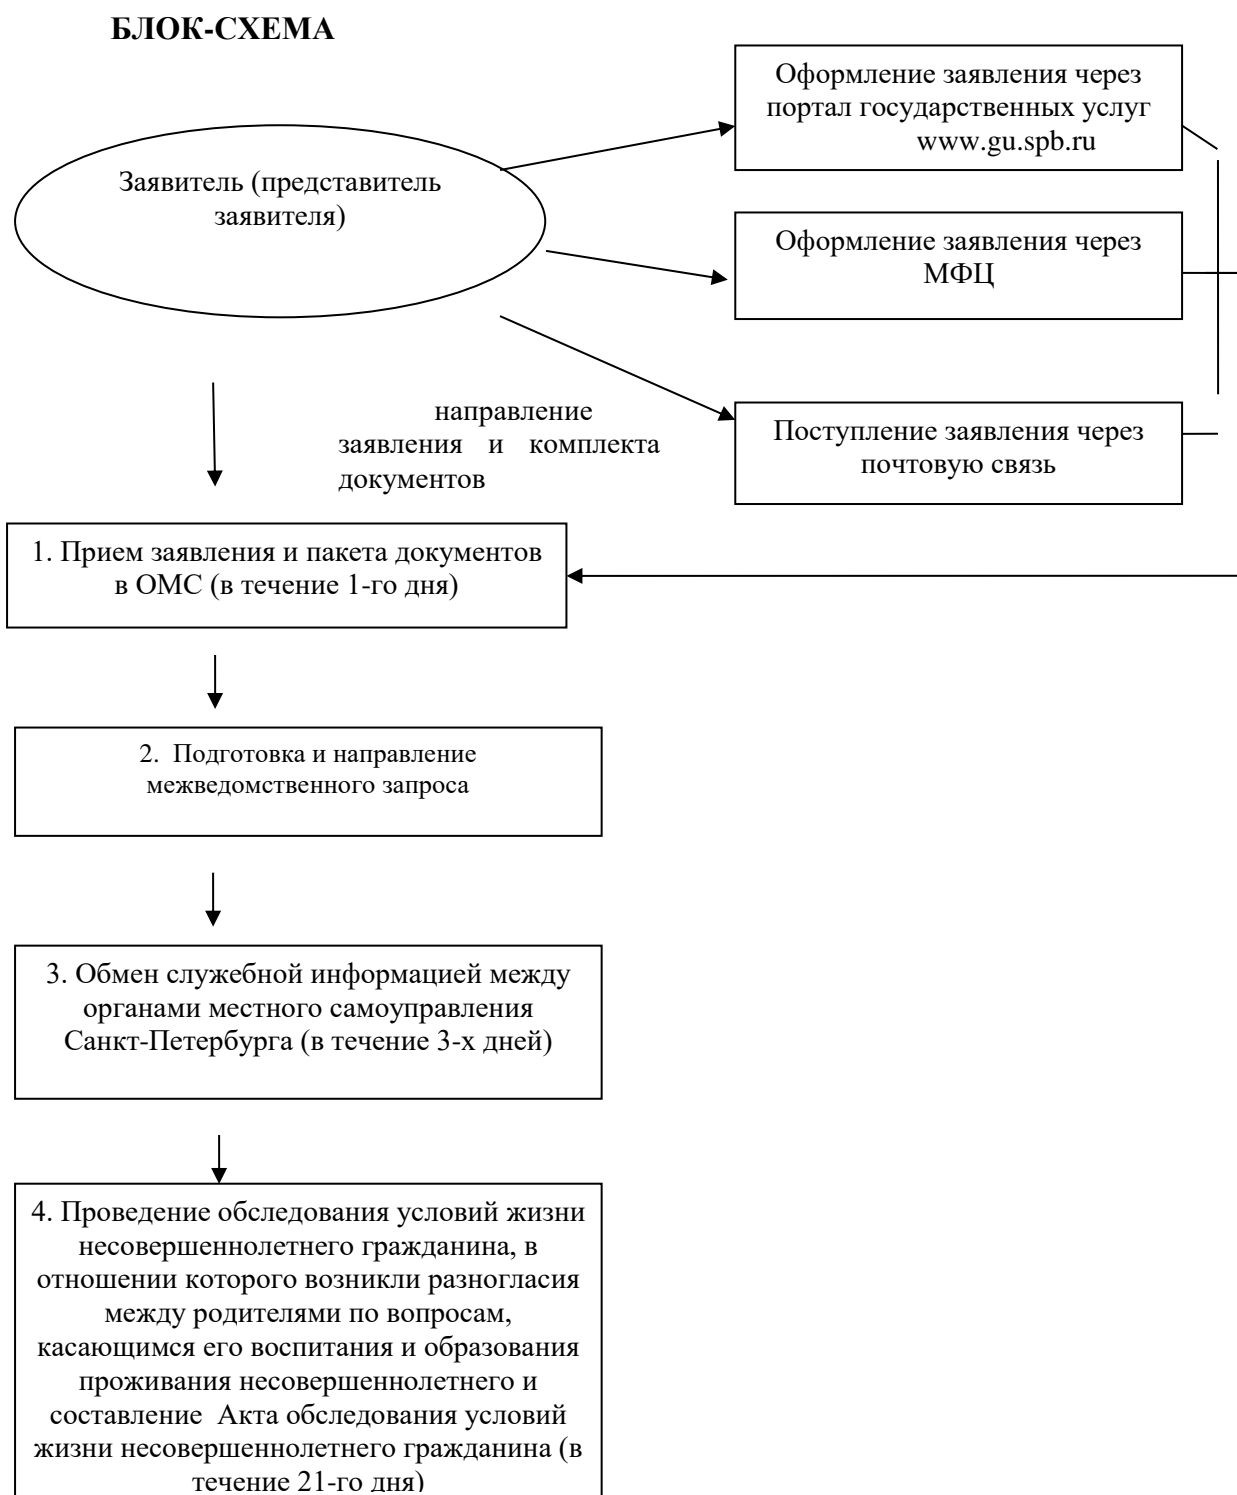 БЛОК-СХЕМА
Оформление заявления через
портал государственных услуг
www.gu.spb.ru
Заявитель (представитель
заявителя)
Оформление заявления через
МФЦ
направление
заявления и комплекта
документов
Поступление заявления через
почтовую связь
1. Прием заявления и пакета документов
в ОМС (в течение 1-го дня)
2. Подготовка и направление
межведомственного запроса
3. Обмен служебной информацией между
органами местного самоуправления
Санкт-Петербурга (в течение 3-х дней)
4. Проведение обследования условий жизни
несовершеннолетнего гражданина, в
отношении которого возникли разногласия
между родителями по вопросам,
касающимся его воспитания и образования
проживания несовершеннолетнего и
составление Акта обследования условий
жизни несовершеннолетнего гражданина (в
течение 21-го дня)